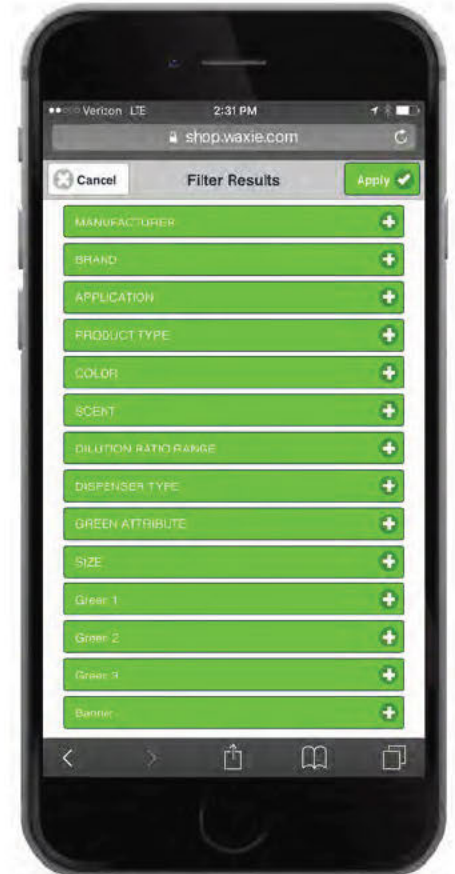 Verizon LTE 2:31 PM
shop.waxie.com
Cancel Filter Results Apply
MANUFACTURER
BRAND
APPLICATION
PRODUCT TYPE
COLOR
SCENT
DILUTION RATIO RANGE
DISPENSER TYPE
GREEN ATTRIBUTE
SIZE
Green 1
Green 2
Green 3
Banner